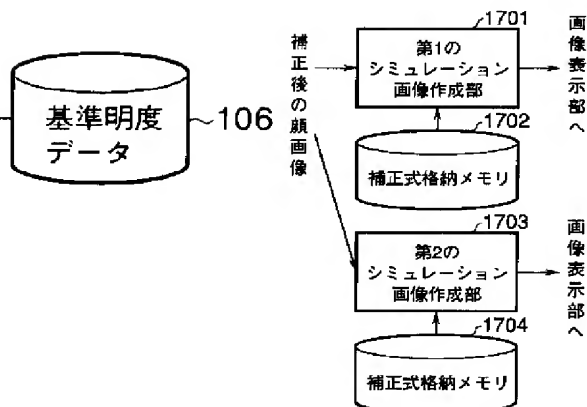 基準明度
データ
106
補正後の顔画像
1701
第1の
シミュレーション
画像作成部
画像表示部へ
1702
補正式格納メモリ
1703
第2の
シミュレーション
画像作成部
画像表示部へ
1704
補正式格納メモリ